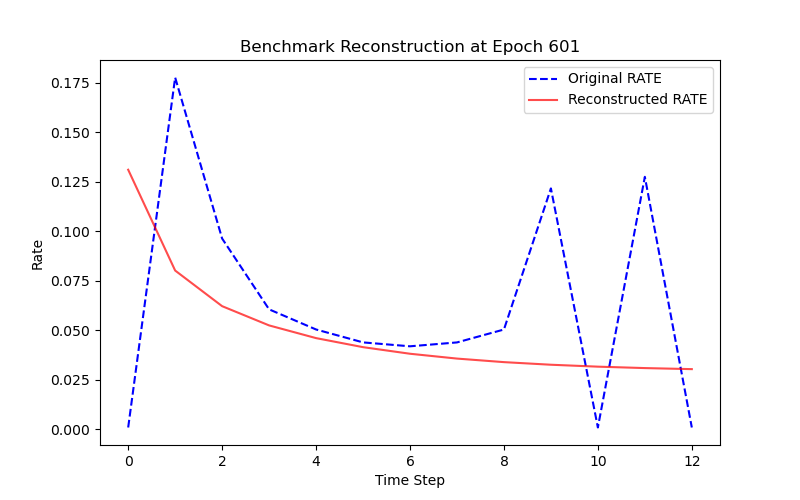 Benchmark Reconstruction at Epoch 601
Original RATE
Reconstructed RATE
Rate
0.175
0.150
0.125
0.100
0.075
0.050
0.025
0.000
0 2 4 6 8 10 12
Time Step